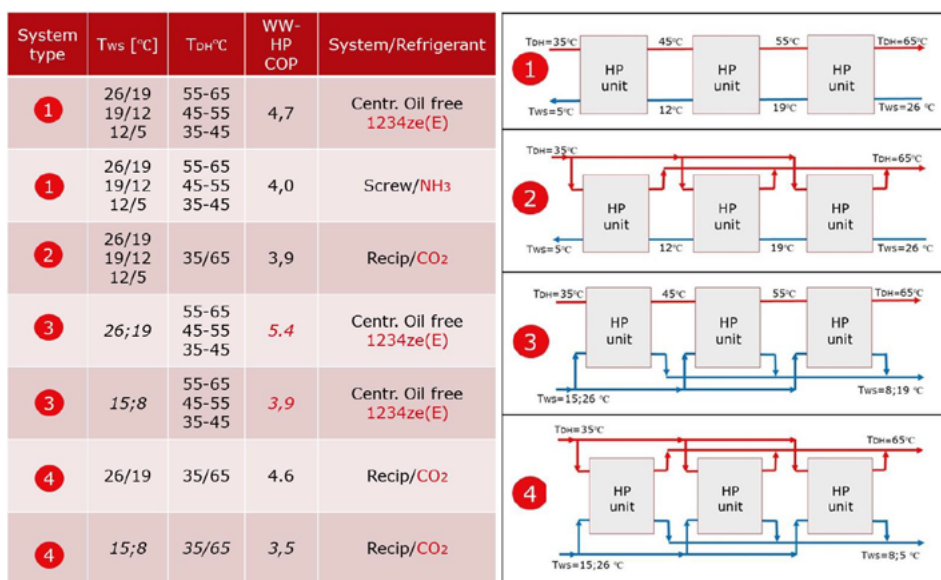 System type
Tws [℃]
TDH℃
WW-HP COP
System/Refrigerant
1
26/19
19/12
12/5
55-65
45-55
35-45
4,7
Centr. Oil free
1234ze(E)
1
26/19
19/12
12/5
55-65
45-55
35-45
4,0
Screw/NH3
2
26/19
19/12
12/5
35/65
3,9
Recip/CO2
3
26;19
55-65
45-55
35-45
5.4
Centr. Oil free
1234ze(E)
3
15;8
55-65
45-55
35-45
3,9
Centr. Oil free
1234ze(E)
4
26/19
35/65
4.6
Recip/CO2
4
15;8
35/65
3,5
Recip/CO2
1
TDH=35℃
45℃
55℃
TDH=65℃
HP unit
HP unit
HP unit
Tws=5℃
12℃
19℃
Tws=26 ℃
2
TDH=35℃
TDH=65℃
HP unit
HP unit
HP unit
Tws=5℃
12℃
19℃
Tws=26 ℃
3
TDH=35℃
45℃
55℃
TDH=65℃
HP unit
HP unit
HP unit
Tws=15;26 ℃
Tws=8;19 ℃
4
TDH=35℃
TDH=65℃
HP unit
HP unit
HP unit
Tws=15;26 ℃
Tws=8;5 ℃